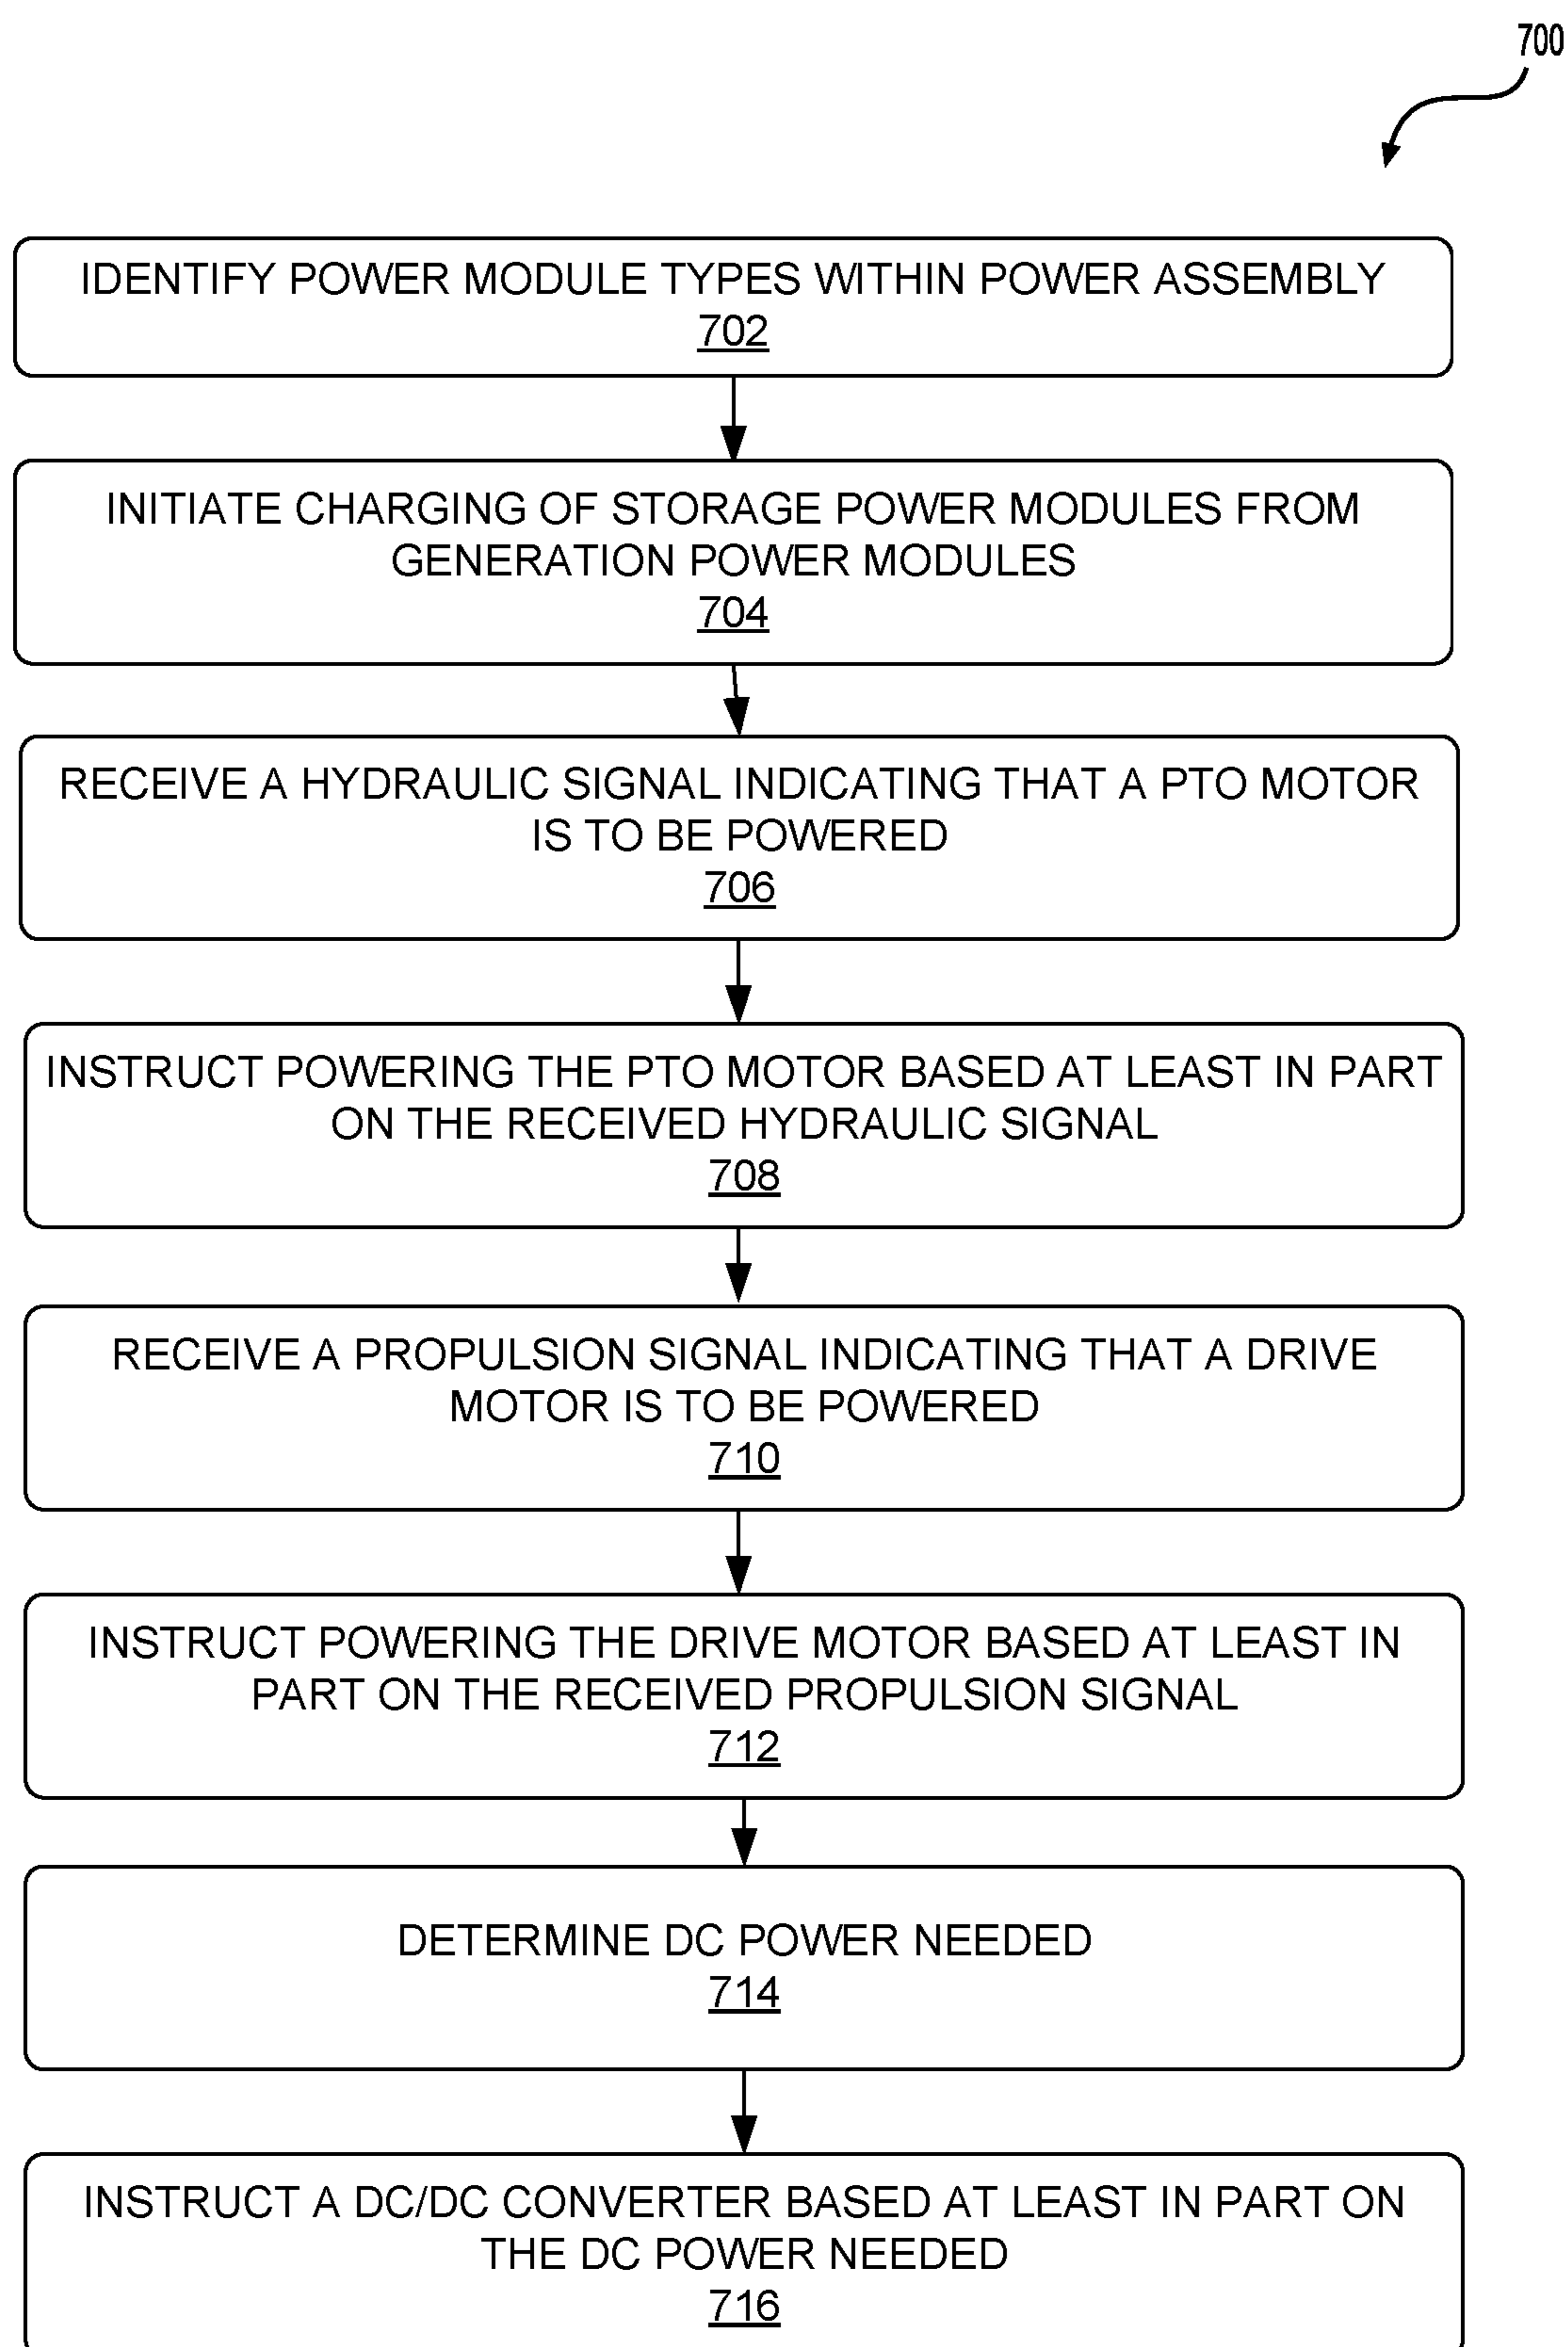 700
IDENTIFY POWER MODULE TYPES WITHIN POWER ASSEMBLY
702
INITIATE CHARGING OF STORAGE POWER MODULES FROM
GENERATION POWER MODULES
704
RECEIVE A HYDRAULIC SIGNAL INDICATING THAT A PTO MOTOR
IS TO BE POWERED
706
INSTRUCT POWERING THE PTO MOTOR BASED AT LEAST IN PART
ON THE RECEIVED HYDRAULIC SIGNAL
708
RECEIVE A PROPULSION SIGNAL INDICATING THAT A DRIVE
MOTOR IS TO BE POWERED
710
INSTRUCT POWERING THE DRIVE MOTOR BASED AT LEAST IN
PART ON THE RECEIVED PROPULSION SIGNAL
712
DETERMINE DC POWER NEEDED
714
INSTRUCT A DC/DC CONVERTER BASED AT LEAST IN PART ON
THE DC POWER NEEDED
716